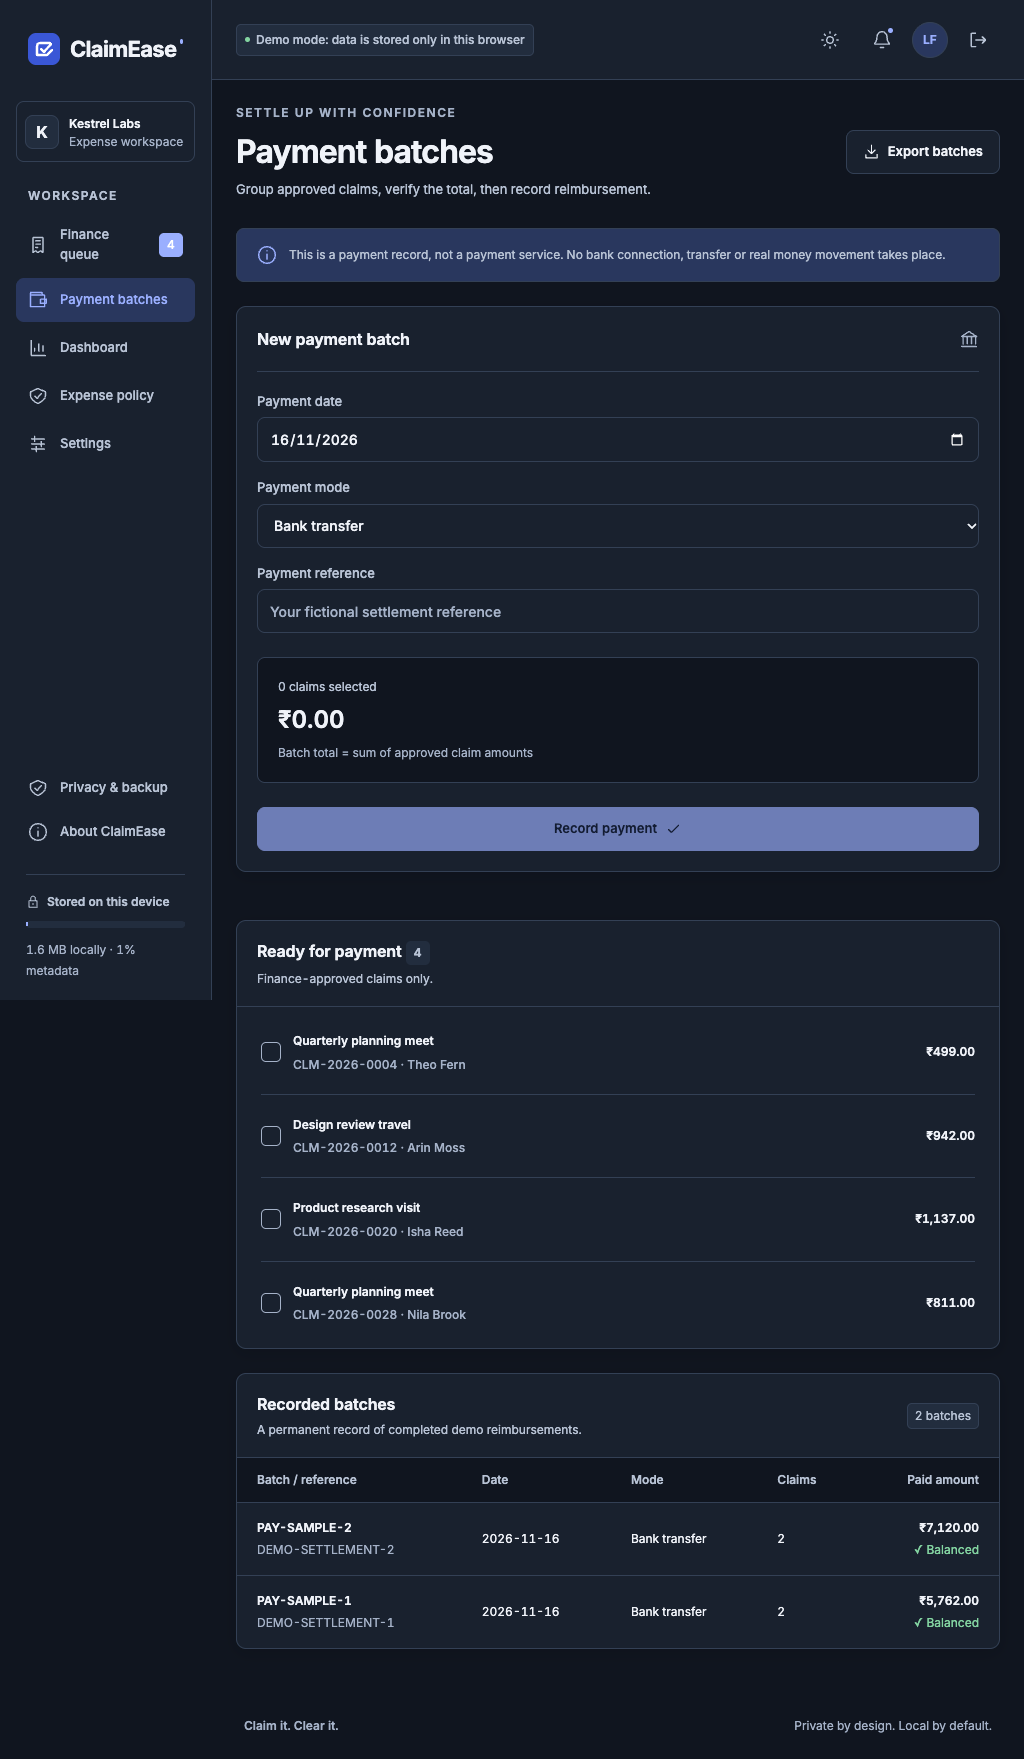 ClaimEase
K
Kestrel Labs
Expense workspace
WORKSPACE
Finance
queue
4
Payment batches
Dashboard
Expense policy
Settings
Privacy & backup
About ClaimEase
Stored on this device
1.6 MB locally · 1%
metadata
Demo mode: data is stored only in this browser
LF
SETTLE UP WITH CONFIDENCE
Payment batches
Group approved claims, verify the total, then record reimbursement.
Export batches
This is a payment record, not a payment service. No bank connection, transfer or real money movement takes place.
New payment batch
Payment date
16/11/2026
Payment mode
Bank transfer
Payment reference
Your fictional settlement reference
0 claims selected
₹0.00
Batch total = sum of approved claim amounts
Record payment ✓
Ready for payment 4
Finance-approved claims only.
Quarterly planning meet
CLM-2026-0004 · Theo Fern
₹499.00
Design review travel
CLM-2026-0012 · Arin Moss
₹942.00
Product research visit
CLM-2026-0020 · Isha Reed
₹1,137.00
Quarterly planning meet
CLM-2026-0028 · Nila Brook
₹811.00
Recorded batches
A permanent record of completed demo reimbursements.
2 batches
Batch / reference Date Mode Claims Paid amount
PAY-SAMPLE-2
DEMO-SETTLEMENT-2
2026-11-16 Bank transfer 2
₹7,120.00
✓ Balanced
PAY-SAMPLE-1
DEMO-SETTLEMENT-1
2026-11-16 Bank transfer 2
₹5,762.00
✓ Balanced
Claim it. Clear it.
Private by design. Local by default.